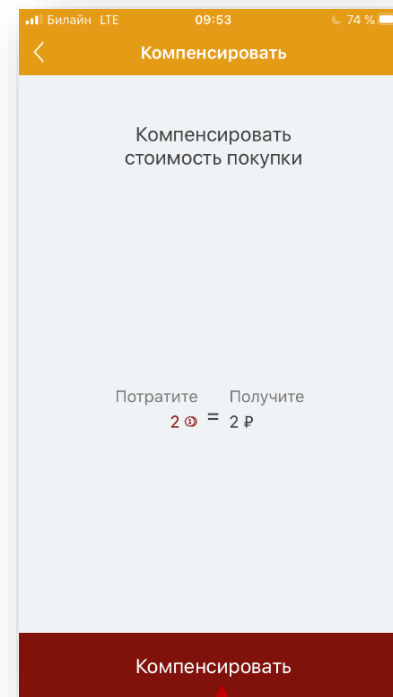 Билайн LTE 09:53 74 %
Компенсировать
Компенсировать
стоимость покупки
Потратите Получите
2 = 2 ₽
Компенсировать